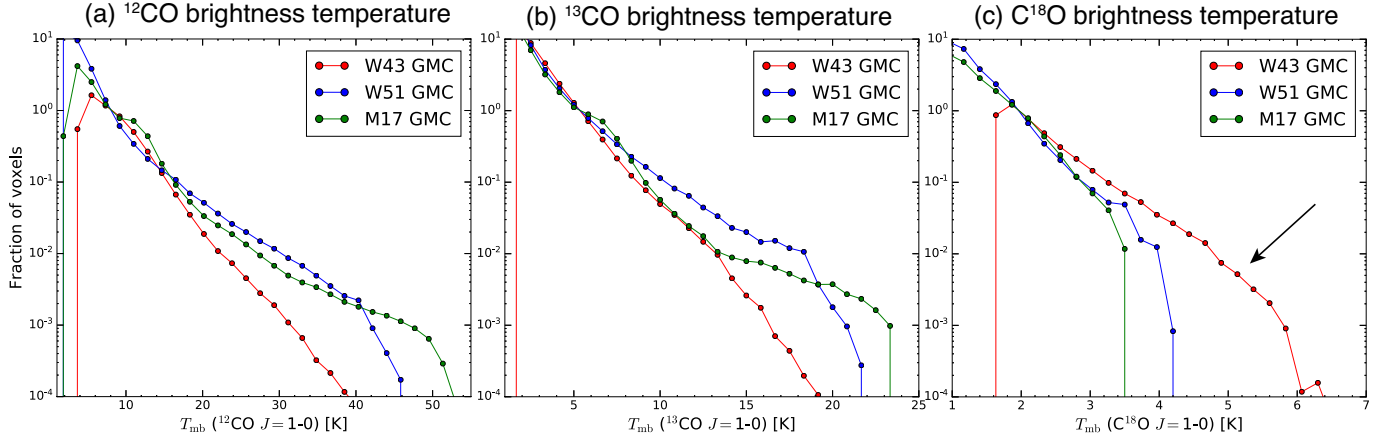 (a) ¹²CO brightness temperature
(b) ¹³CO brightness temperature
(c) C¹⁸O brightness temperature
Fraction of voxels
10¹
10⁰
10⁻¹
10⁻²
10⁻³
10⁻⁴
W43 GMC
W51 GMC
M17 GMC
10 20 30 40 50
T_mb (¹²CO J = 1-0) [K]
10¹
10⁰
10⁻¹
10⁻²
10⁻³
10⁻⁴
W43 GMC
W51 GMC
M17 GMC
5 10 15 20 25
T_mb (¹³CO J = 1-0) [K]
10¹
10⁰
10⁻¹
10⁻²
10⁻³
10⁻⁴
W43 GMC
W51 GMC
M17 GMC
1 2 3 4 5 6 7
T_mb (C¹⁸O J = 1-0) [K]